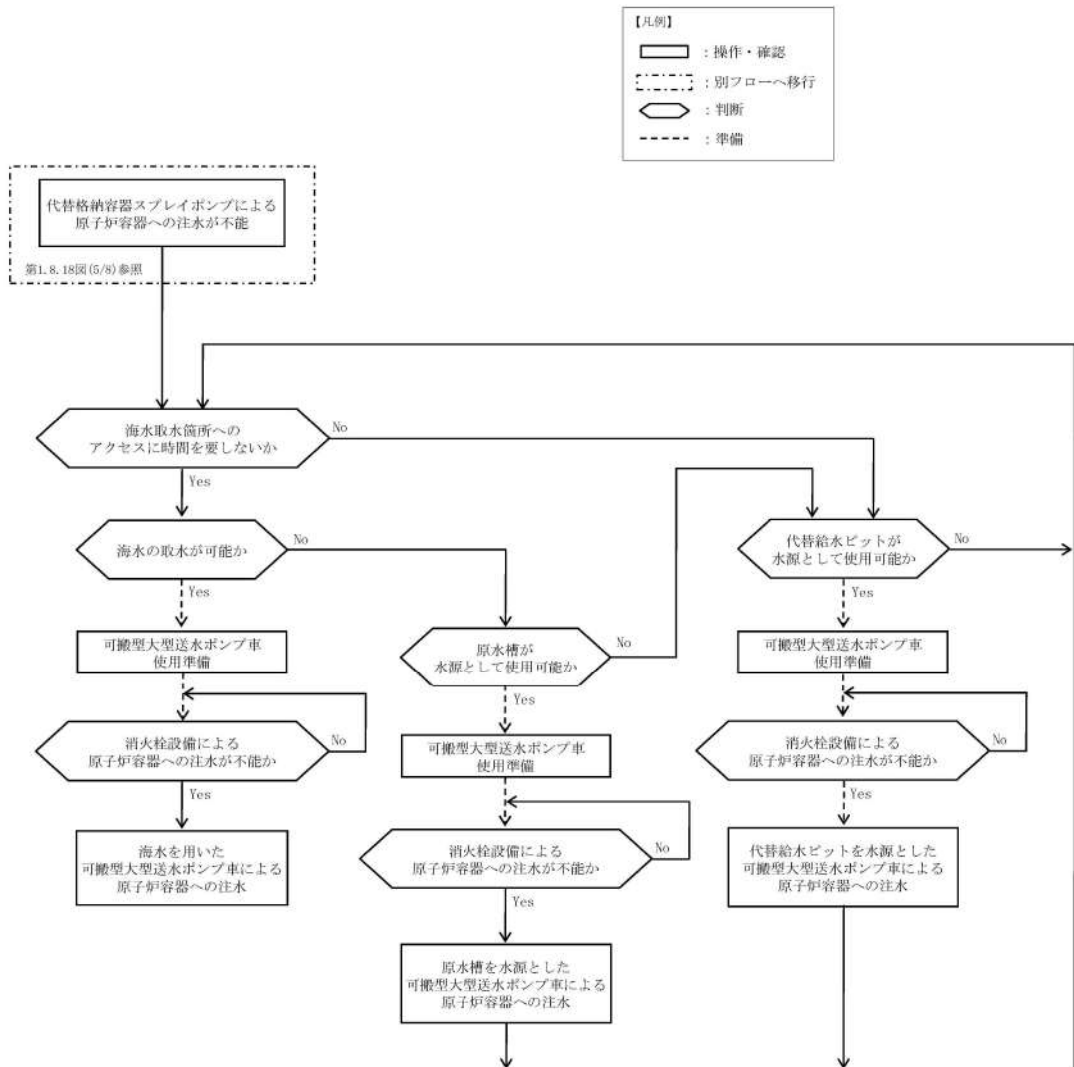 【凡例】
：操作・確認
：別フローへ移行
：判断
：準備
代替格納容器スプレイポンプによる
原子炉容器への注水が不能
第1.8.18図(5/8)参照
海水取水箇所への
アクセスに時間を要しないか
No
Yes
海水の取水が可能か
No
Yes
代替給水ピットが
水源として使用可能か
No
Yes
可搬型大型送水ポンプ車
使用準備
原水槽が
水源として使用可能か
No
Yes
可搬型大型送水ポンプ車
使用準備
消火栓設備による
原子炉容器への注水が不能か
No
Yes
可搬型大型送水ポンプ車
使用準備
消火栓設備による
原子炉容器への注水が不能か
No
Yes
海水を用いた
可搬型大型送水ポンプ車による
原子炉容器への注水
消火栓設備による
原子炉容器への注水が不能か
No
Yes
代替給水ピットを水源とした
可搬型大型送水ポンプ車による
原子炉容器への注水
原水槽を水源とした
可搬型大型送水ポンプ車による
原子炉容器への注水